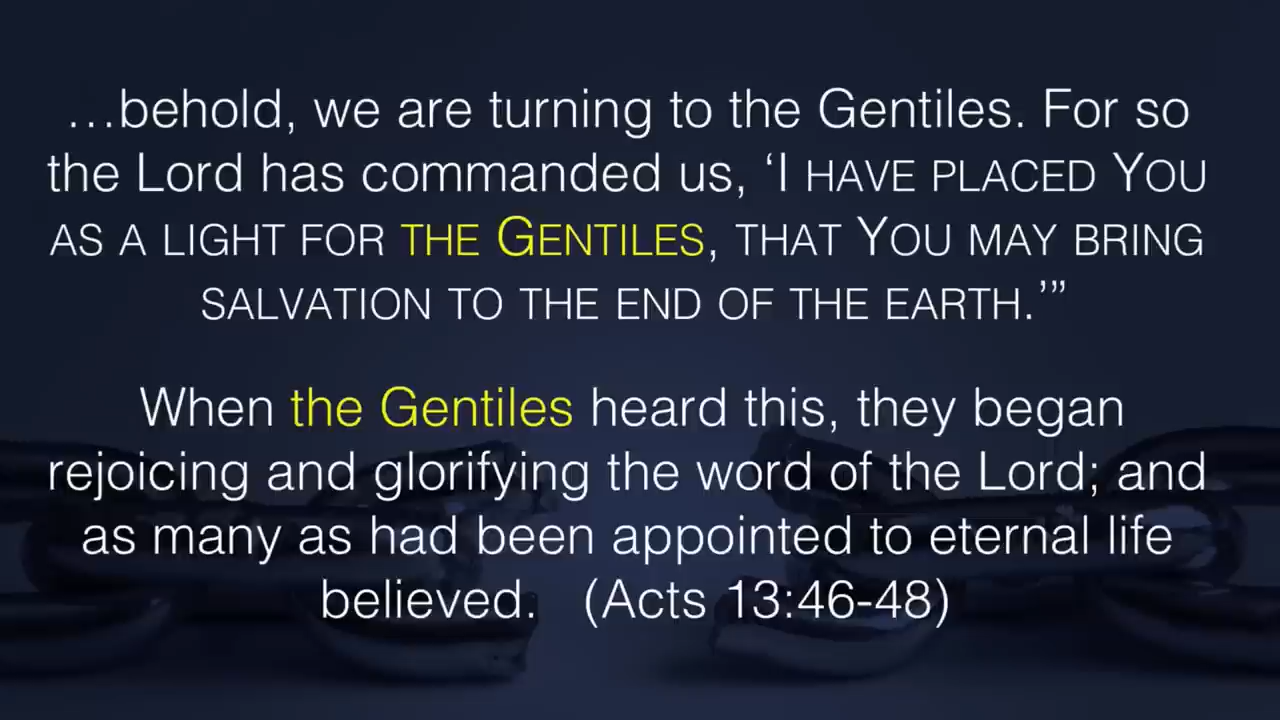 …behold, we are turning to the Gentiles. For so
the Lord has commanded us, ‘I HAVE PLACED YOU
AS A LIGHT FOR THE GENTILES, THAT YOU MAY BRING
SALVATION TO THE END OF THE EARTH.’”
When the Gentiles heard this, they began
rejoicing and glorifying the word of the Lord; and
as many as had been appointed to eternal life
believed. (Acts 13:46-48)